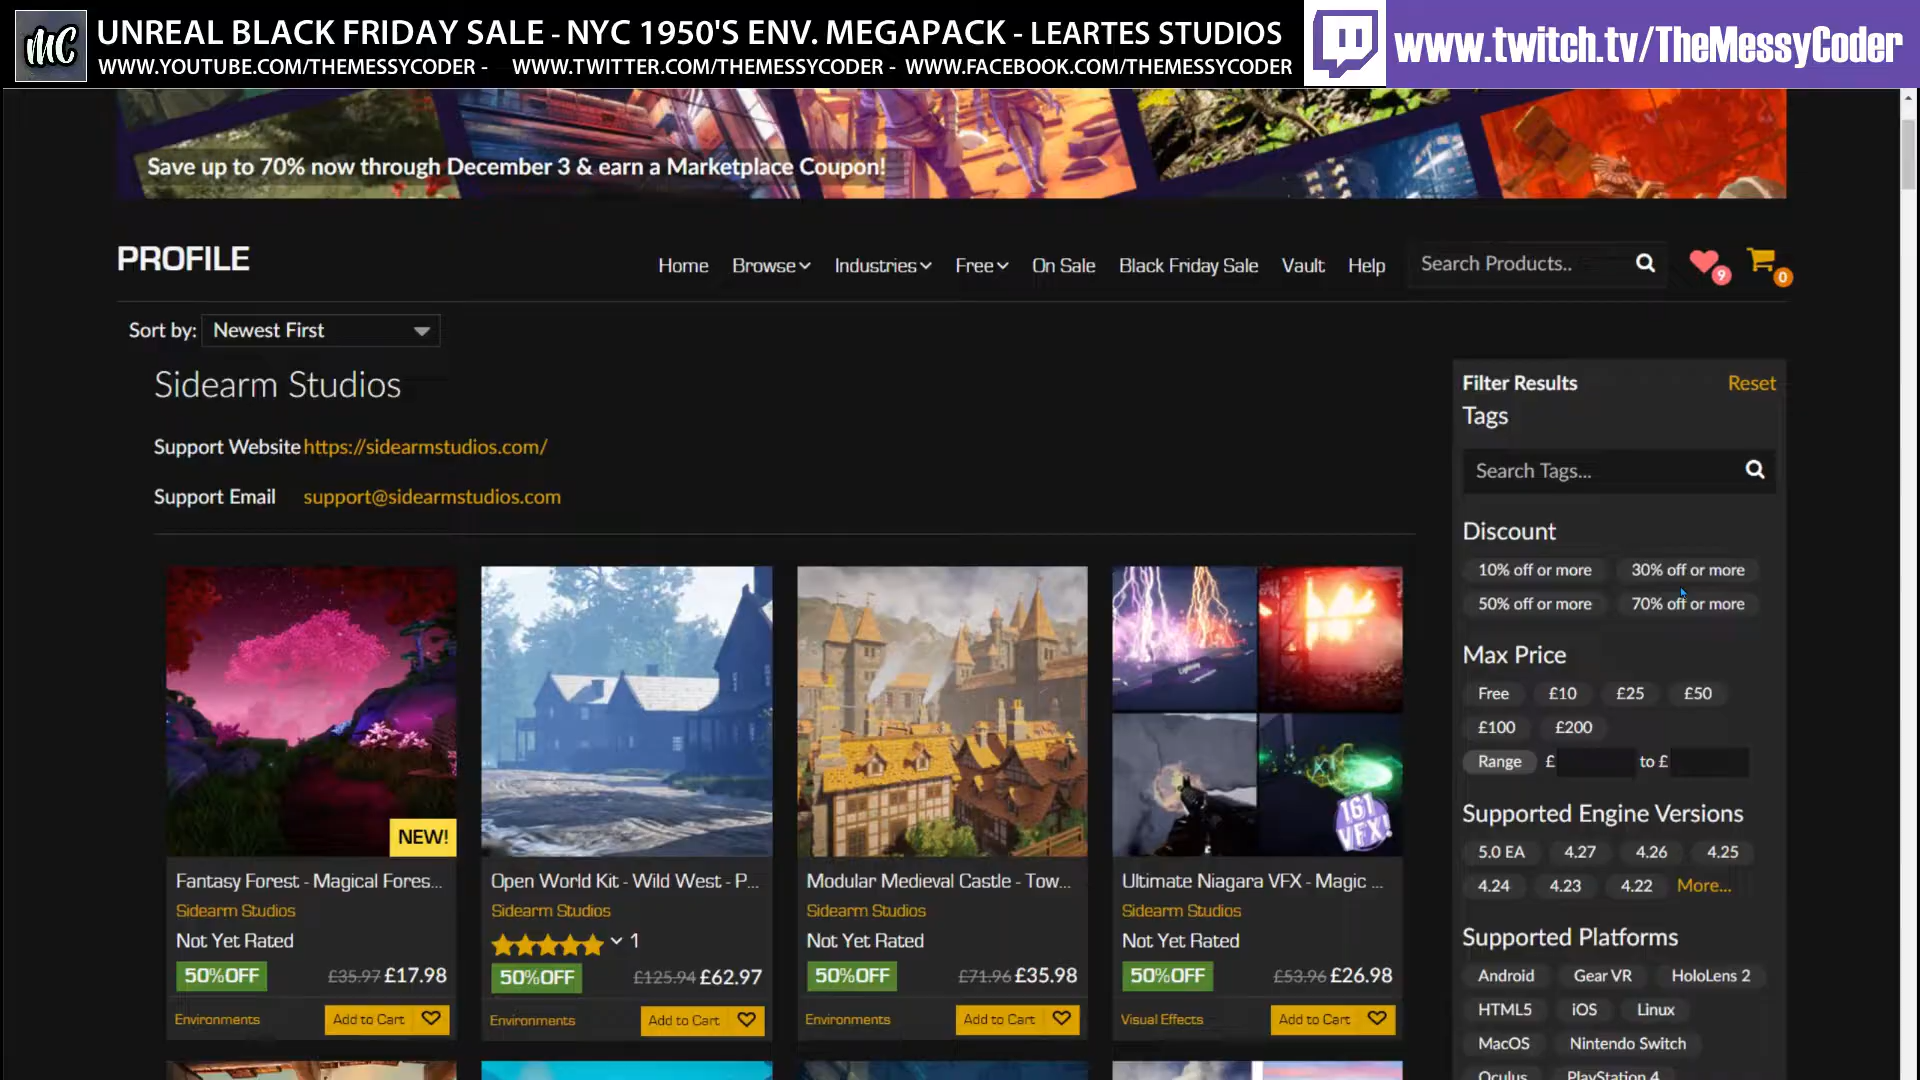 MC
UNREAL BLACK FRIDAY SALE - NYC 1950'S ENV. MEGAPACK - LEARTES STUDIOS
WWW.YOUTUBE.COM/THEMESSYCODER - WWW.TWITTER.COM/THEMESSYCODER - WWW.FACEBOOK.COM/THEMESSYCODER
www.twitch.tv/TheMessyCoder
Save up to 70% now through December 3 & earn a Marketplace Coupon!
PROFILE
Home Browse Industries Free On Sale Black Friday Sale Vault Help Search Products.. 9 0
Sort by: Newest First
Sidearm Studios
Support Website https://sidearmstudios.com/
Support Email support@sidearmstudios.com
Filter Results Reset
Tags
Search Tags...
Discount
10% off or more 30% off or more
50% off or more 70% off or more
Max Price
Free £10 £25 £50
£100 £200
Range £ to £
Supported Engine Versions
5.0 EA 4.27 4.26 4.25
4.24 4.23 4.22 More...
Supported Platforms
Android Gear VR HoloLens 2
HTML5 iOS Linux
MacOS Nintendo Switch
Oculus PlayStation 4
NEW!
Fantasy Forest - Magical Fores...
Sidearm Studios
Not Yet Rated
50%OFF £35.97 £17.98
Environments Add to Cart
Open World Kit - Wild West - P...
Sidearm Studios
1
50%OFF £125.94 £62.97
Environments Add to Cart
Modular Medieval Castle - Tow...
Sidearm Studios
Not Yet Rated
50%OFF £71.96 £35.98
Environments Add to Cart
Lightning
161
VFX!
Ultimate Niagara VFX - Magic ...
Sidearm Studios
Not Yet Rated
50%OFF £53.96 £26.98
Visual Effects Add to Cart